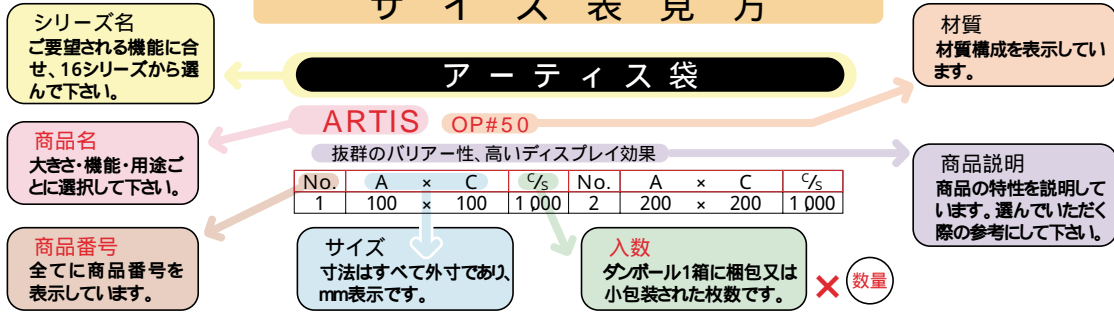 サイズ表見方
シリーズ名
ご要望される機能に合
せ、16シリーズから選
んで下さい。
材質
材質構成を表示してい
ます。
アーティス袋
ARTIS OP#50
商品名
大きさ・機能・用途ご
とに選択して下さい。
抜群のバリアー性、高いディスプレイ効果
商品説明
商品の特性を説明して
います。選んでいただく
際の参考にして下さい。
No. A × C C/S No. A × C C/S
1 100 × 100 1,000 2 200 × 200 1,000
商品番号
全てに商品番号を
表示しています。
サイズ
寸法はすべて外寸であり、
mm表示です。
入数
ダンボール1箱に梱包又は
小包装された枚数です。
× 数量